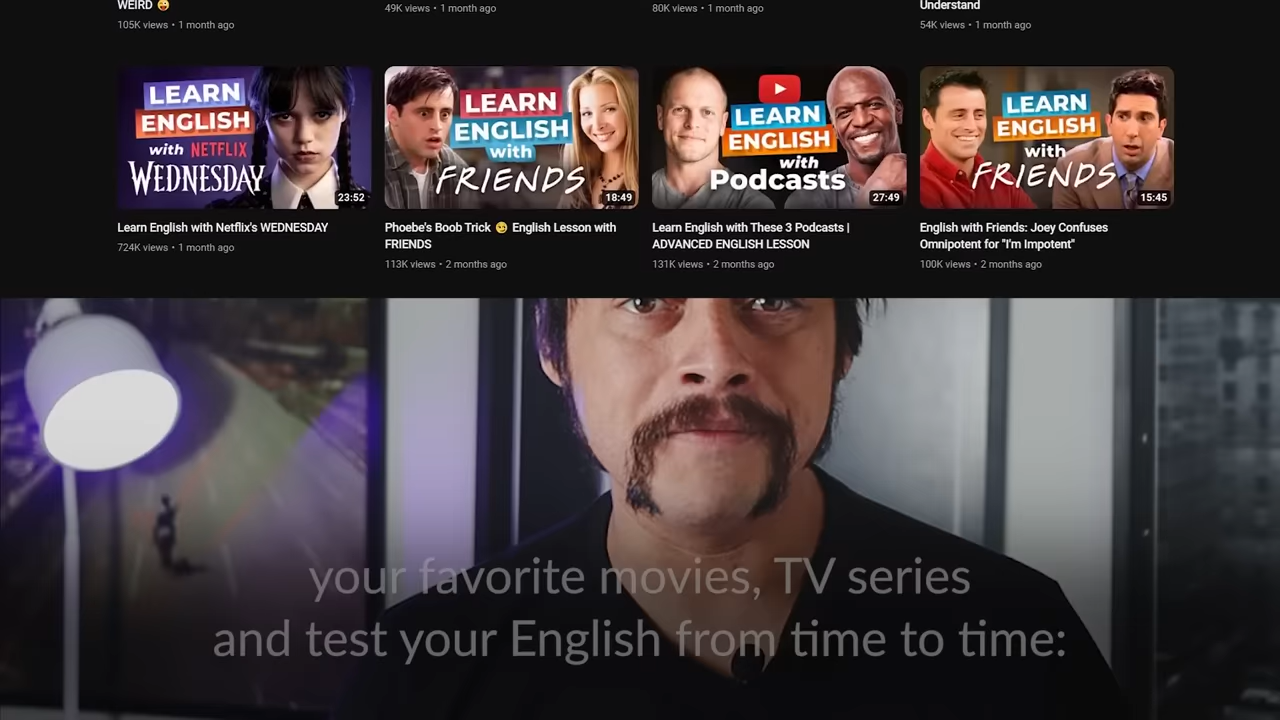 WEIRD 😜
49K views • 1 month ago
80K views • 1 month ago
Understand
105K views • 1 month ago
54K views • 1 month ago
LEARN
ENGLISH
with NETFLIX
WEDNESDAY
23:52
LEARN
ENGLISH
with
FRIENDS
18:49
LEARN
ENGLISH
with
Podcasts
27:49
LEARN
ENGLISH
with
FRIENDS
15:45
Learn English with Netflix's WEDNESDAY
724K views • 1 month ago
Phoebe's Boob Trick 😏 English Lesson with
FRIENDS
113K views • 2 months ago
Learn English with These 3 Podcasts |
ADVANCED ENGLISH LESSON
131K views • 2 months ago
English with Friends: Joey Confuses
Omnipotent for "I'm Impotent"
100K views • 2 months ago
your favorite movies, TV series
and test your English from time to time: